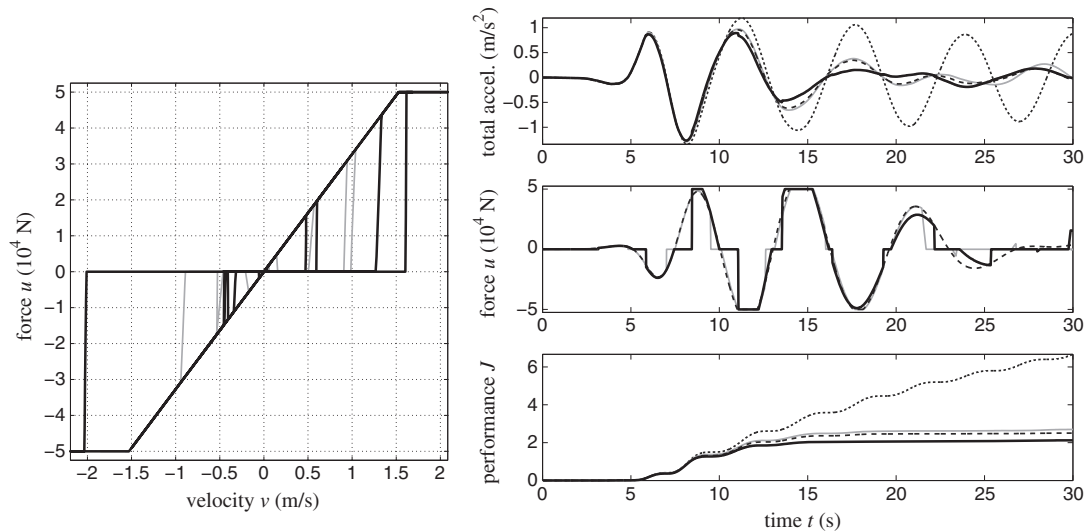 5
4
3
2
1
0
−1
−2
−3
−4
−5
force u (10⁴ N)
−2 −1.5 −1 −0.5 0 0.5 1 1.5 2
velocity v (m/s)
1
0.5
0
−0.5
−1
total accel. (m/s²)
0 5 10 15 20 25 30
5
0
−5
force u (10⁴ N)
0 5 10 15 20 25 30
6
4
2
0
performance J
0 5 10 15 20 25 30
time t (s)